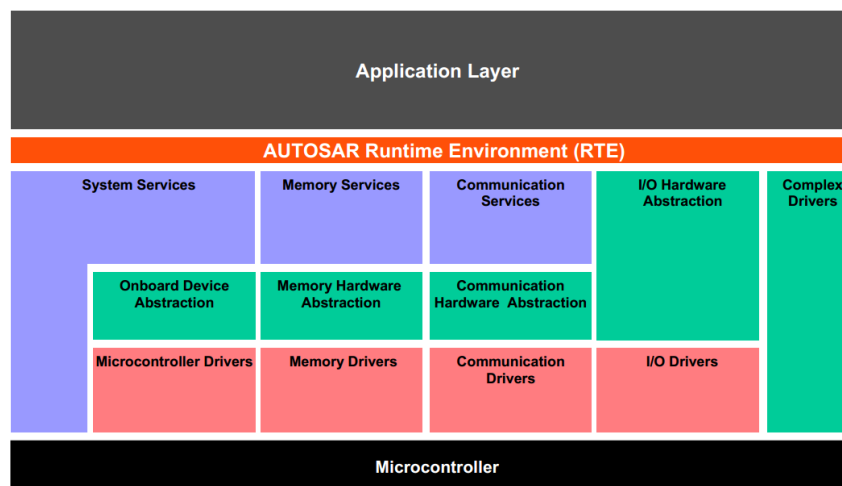 Application Layer
AUTOSAR Runtime Environment (RTE)
System Services
Memory Services
Communication
Services
I/O Hardware
Abstraction
Complex
Drivers
Onboard Device
Abstraction
Memory Hardware
Abstraction
Communication
Hardware Abstraction
Microcontroller Drivers
Memory Drivers
Communication
Drivers
I/O Drivers
Microcontroller